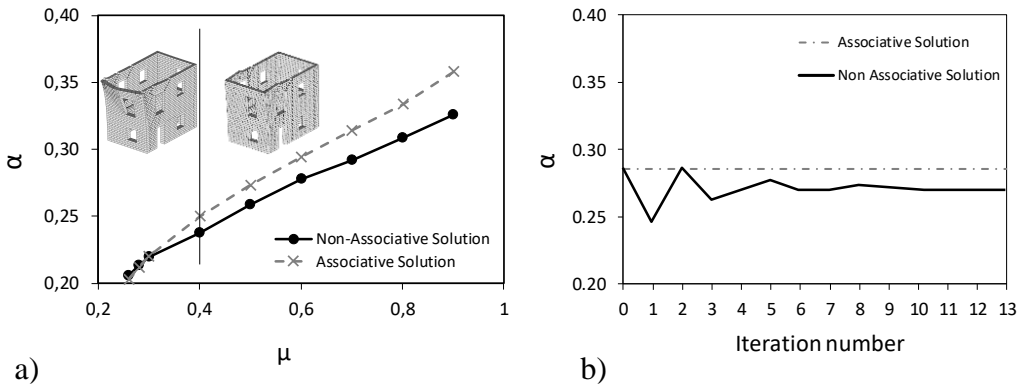 0,40
0,35
0,30
0,25
0,20
α
0,2
0,4
0,6
0,8
1
μ
Non-Associative Solution
Associative Solution
a)
0.40
0.35
0.30
0.25
0.20
α
0 1 2 3 4 5 6 7 8 9 10 11 12 13
Iteration number
Associative Solution
Non Associative Solution
b)